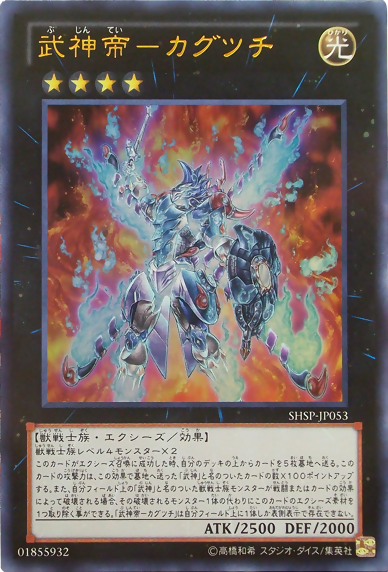 武神帝－カグツチ
光
SHSP-JP053
【獣戦士族・エクシーズ／効果】
獣戦士族レベル４モンスター×２
このカードがエクシーズ召喚に成功した時、自分のデッキの上からカードを５枚墓地へ送る。この
カードの攻撃力は、この効果で墓地へ送った「武神」と名のついたカードの数×１００ポイントアップ
する。また、自分フィールド上の「武神」と名のついた獣戦士族モンスターが戦闘またはカードの効果
によって破壊される場合、その破壊されるモンスター１体の代わりにこのカードのエクシーズ素材を
１つ取り除く事ができる。「武神帝－カグツチ」は自分フィールド上に１体しか表側表示で存在できない。
ATK/2500 DEF/2000
01855932
©高橋和希 スタジオ・ダイス/集英社